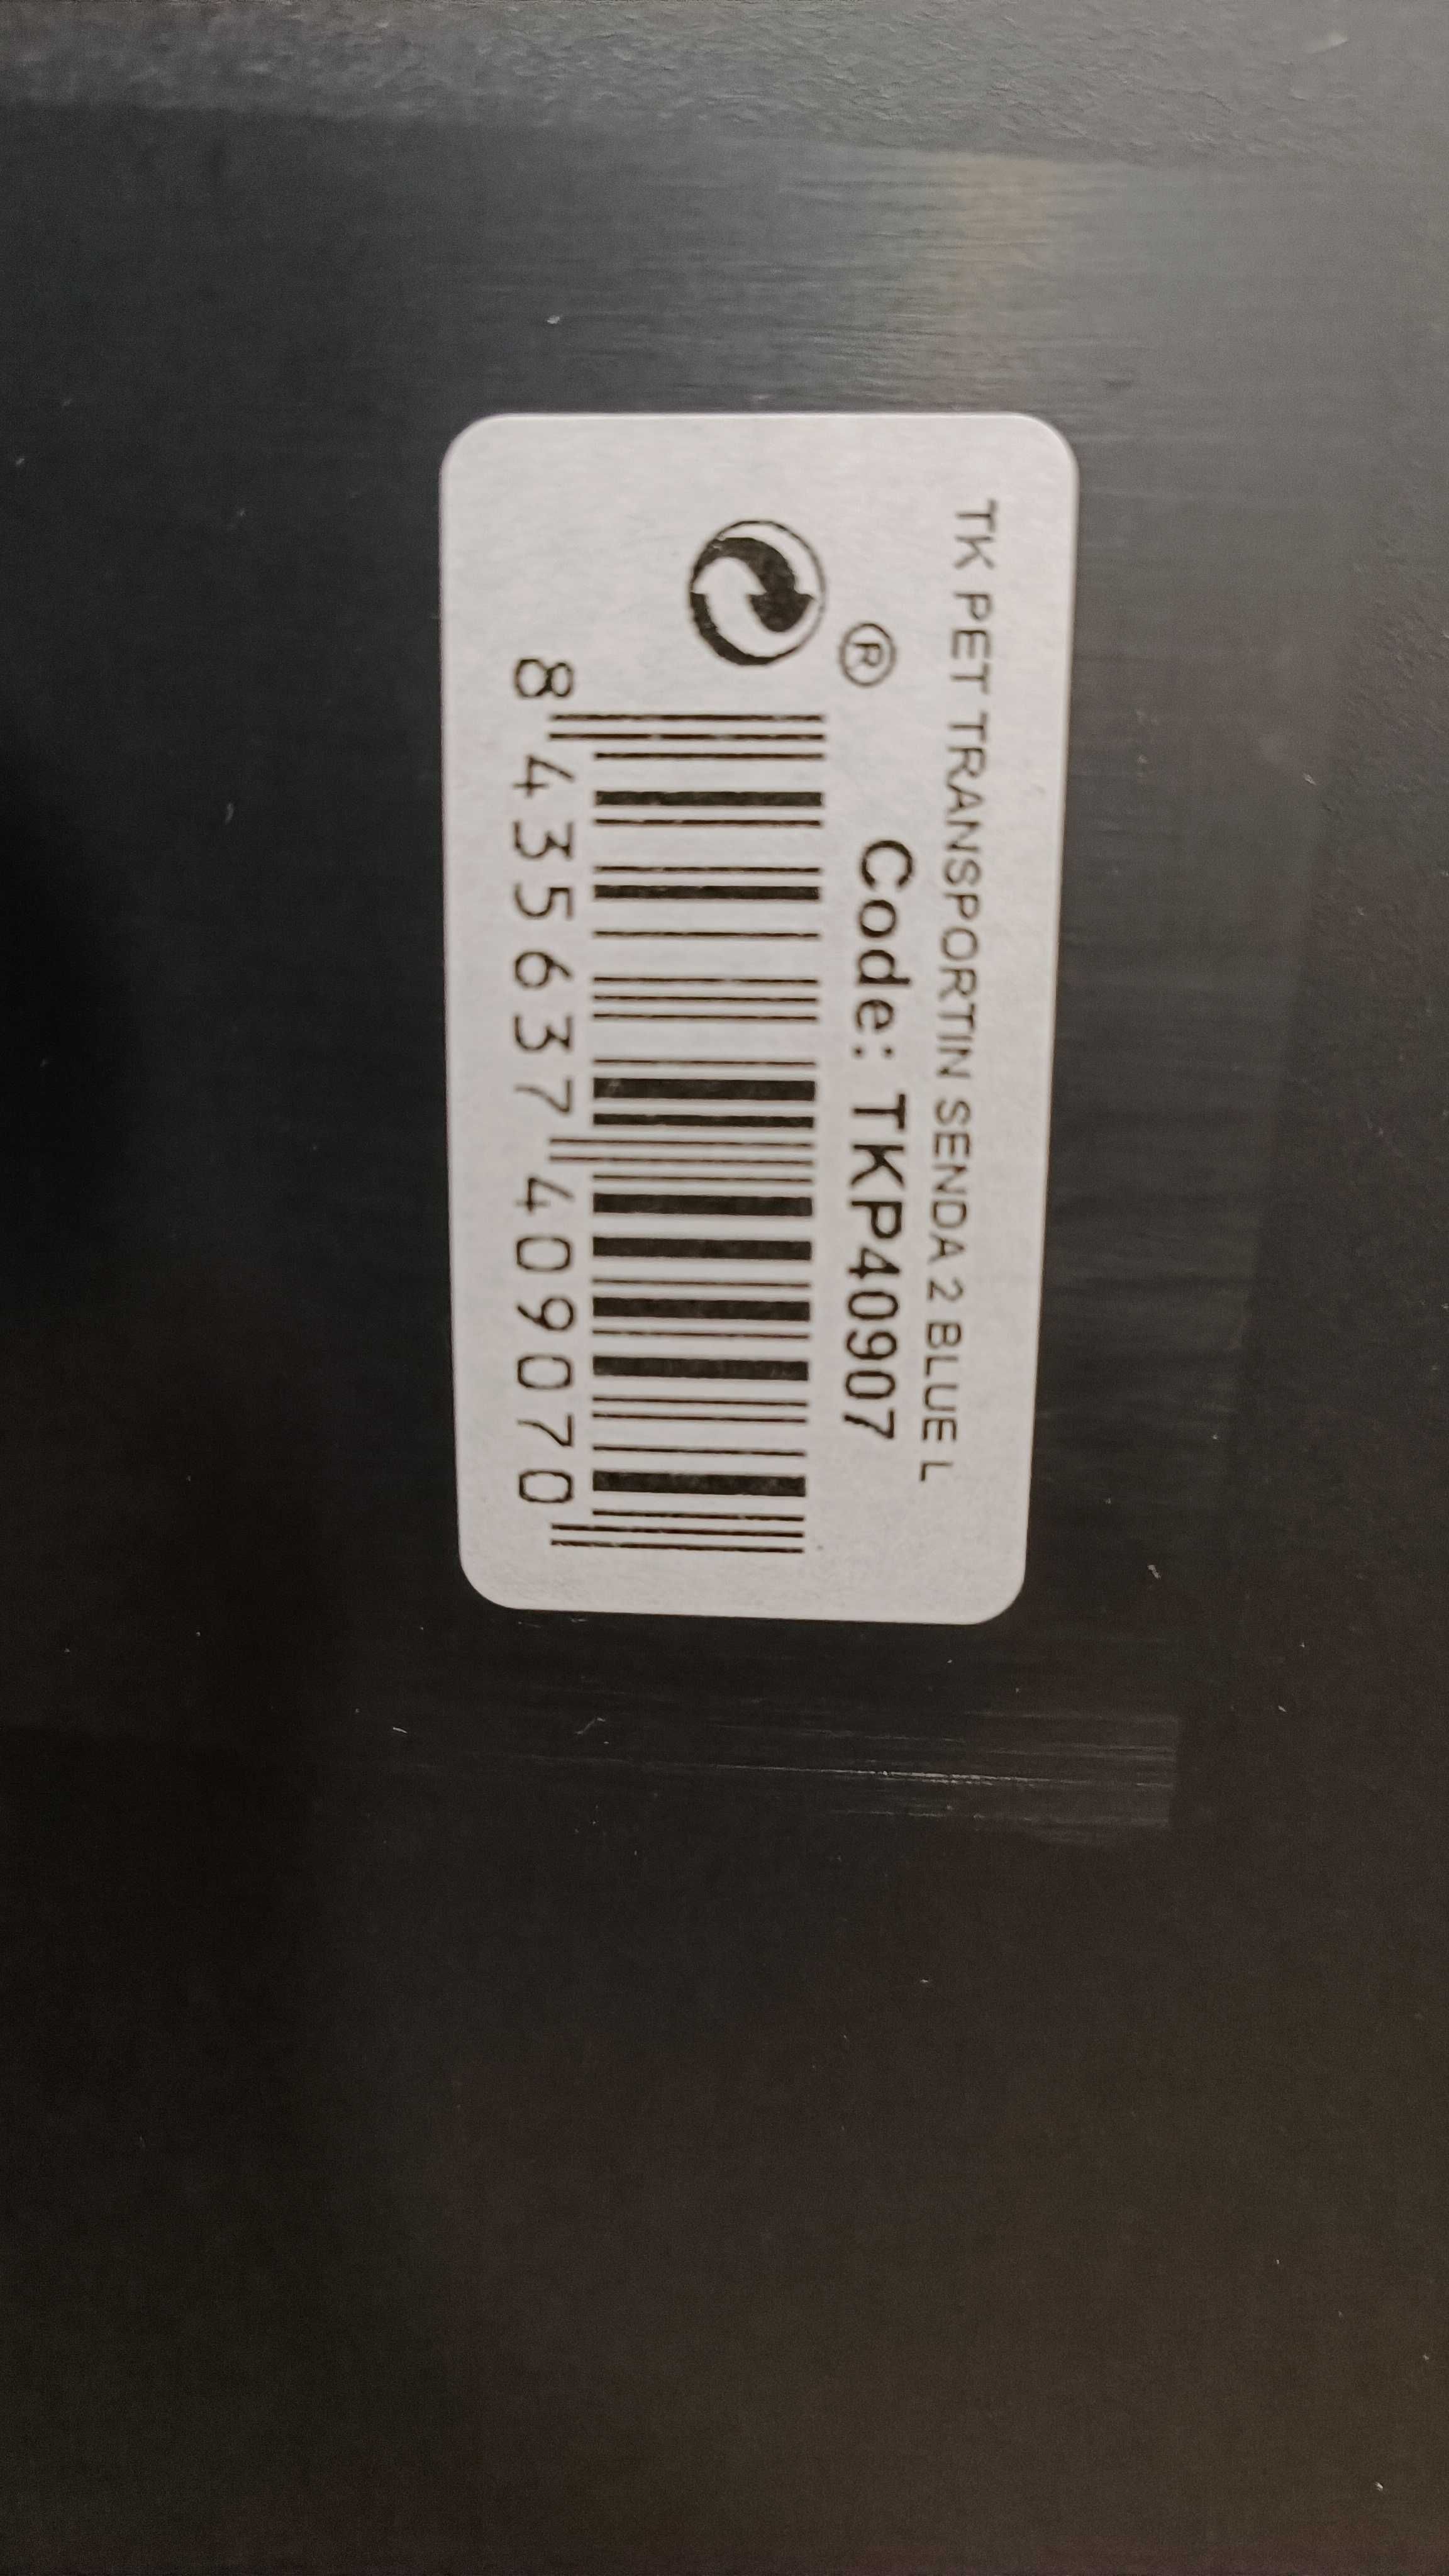 TK PET TRANSPORTIN SENDA 2 BLUE L
®
Code: TKP40907
8 435637 409070